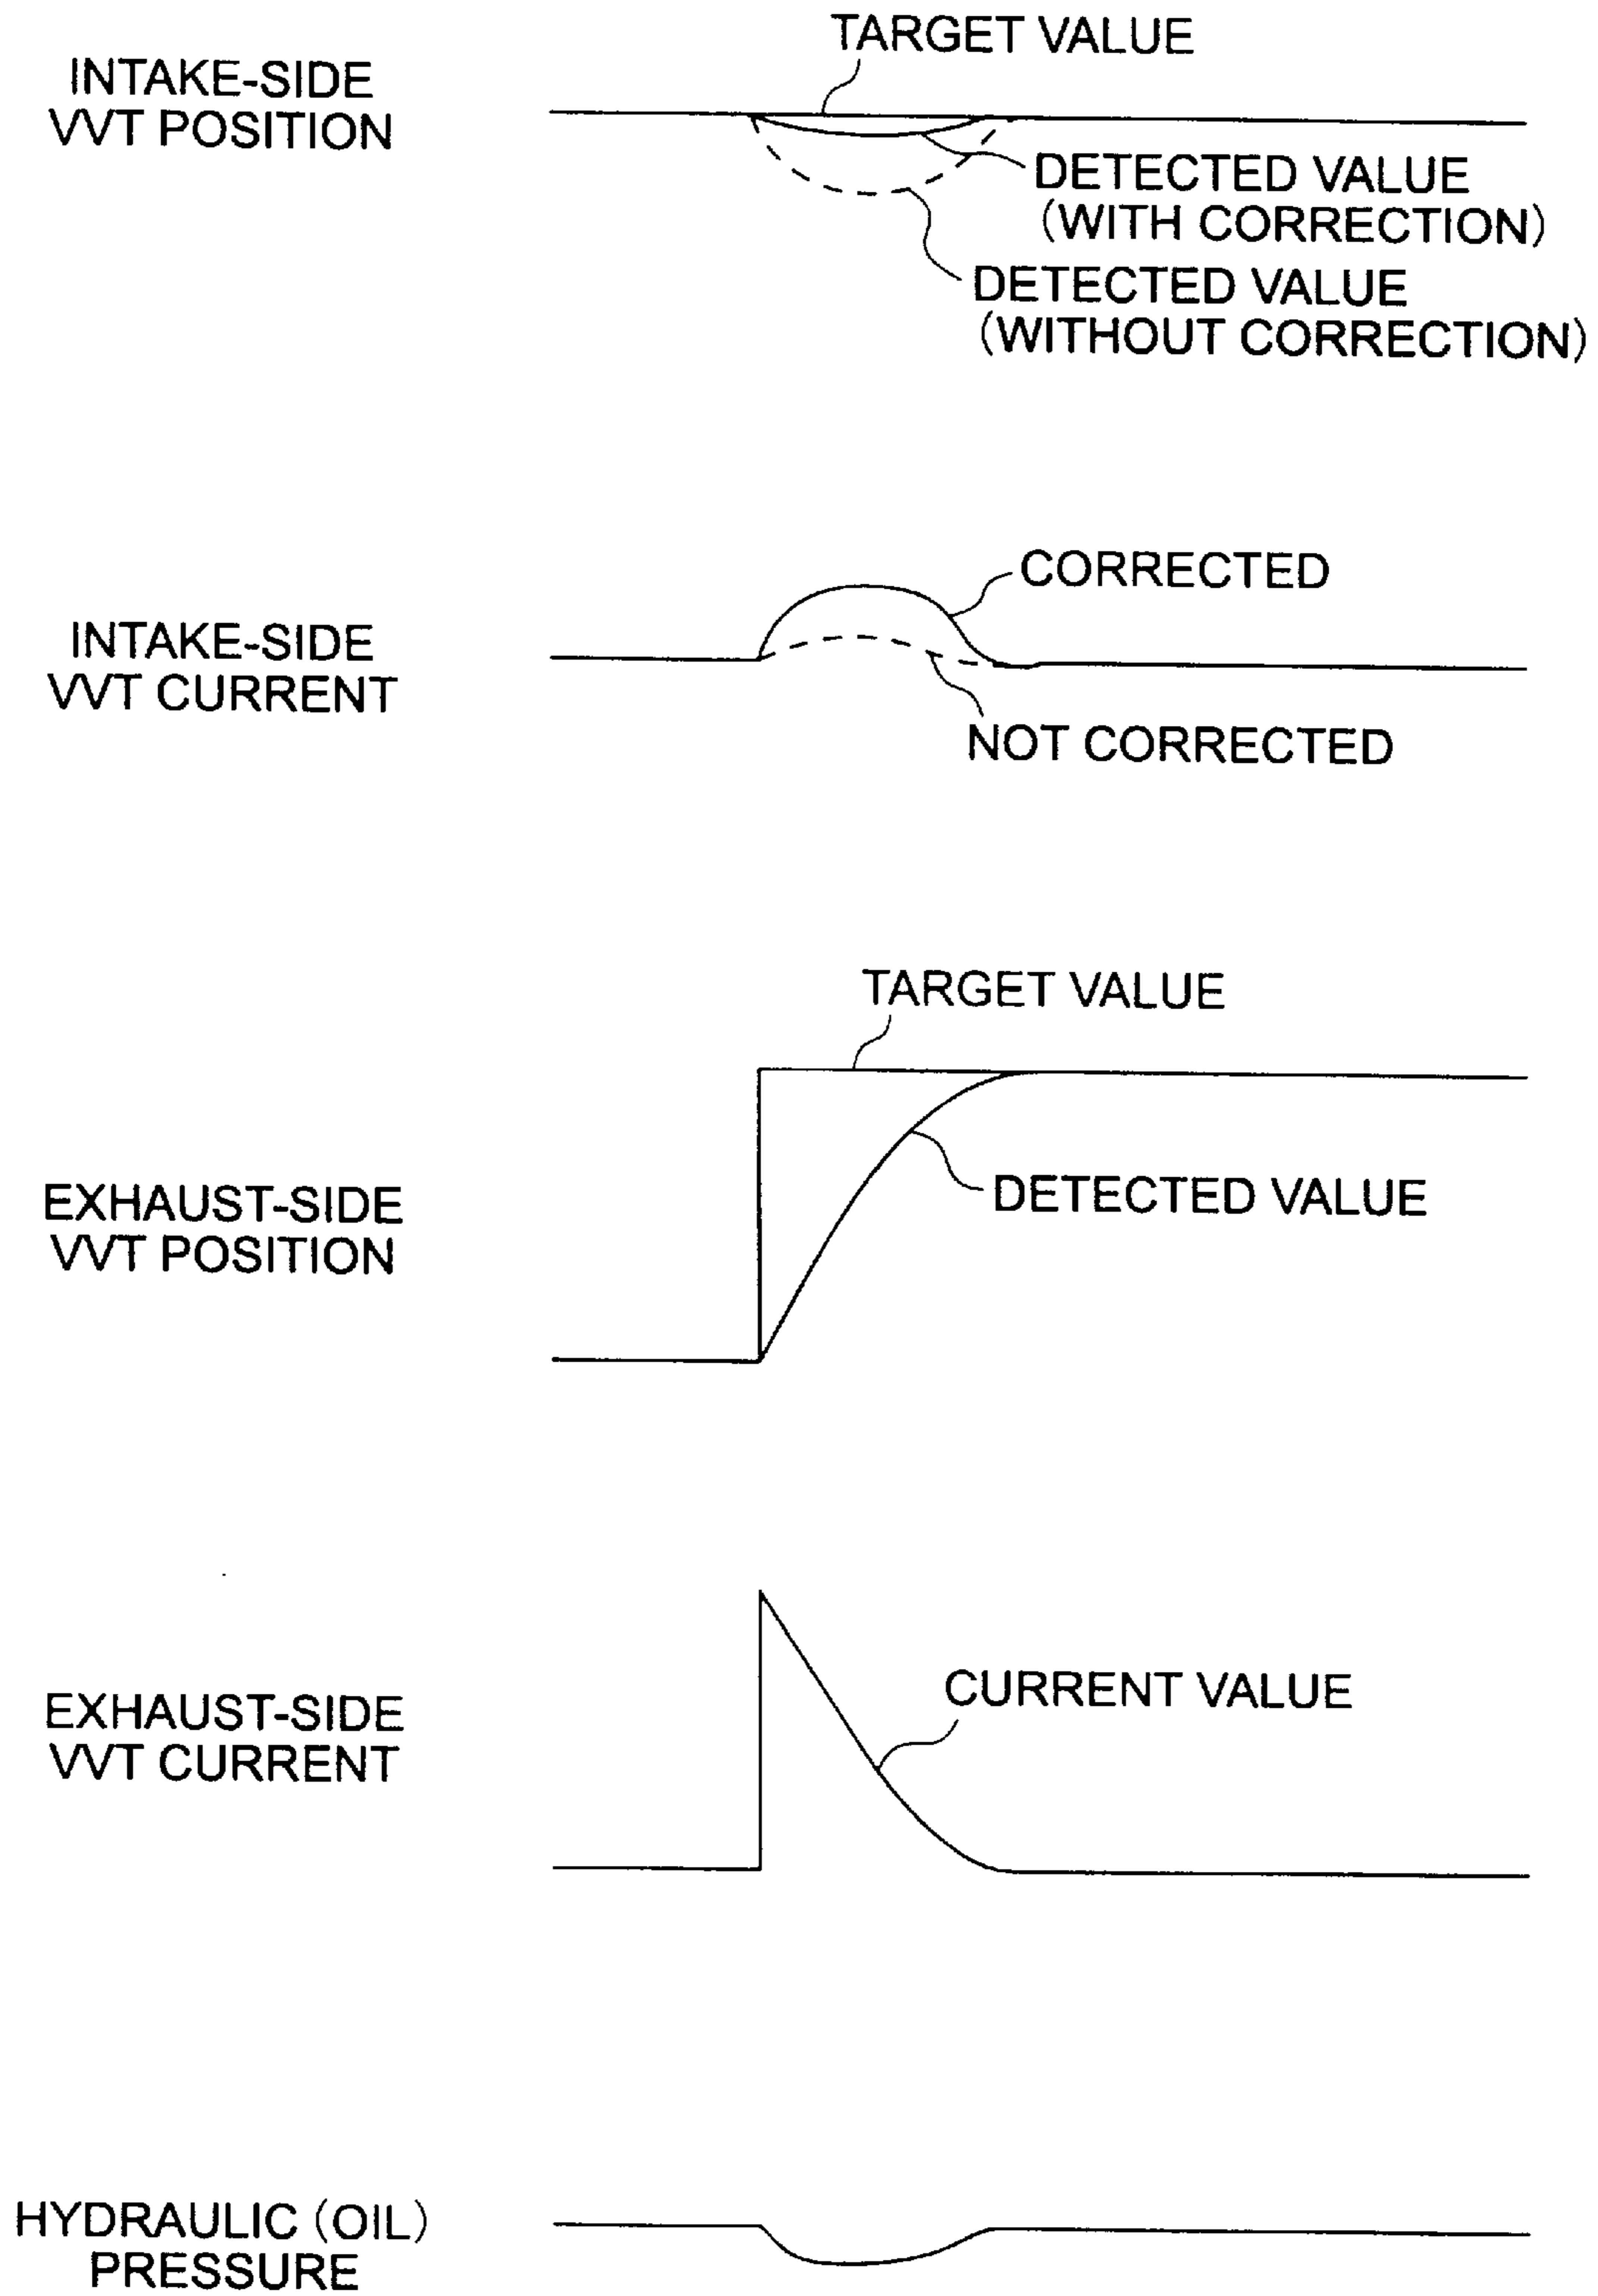 TARGET VALUE
INTAKE-SIDE
VVT POSITION
DETECTED VALUE
(WITH CORRECTION)
DETECTED VALUE
(WITHOUT CORRECTION)
CORRECTED
INTAKE-SIDE
VVT CURRENT
NOT CORRECTED
TARGET VALUE
DETECTED VALUE
EXHAUST-SIDE
VVT POSITION
CURRENT VALUE
EXHAUST-SIDE
VVT CURRENT
HYDRAULIC (OIL)
PRESSURE